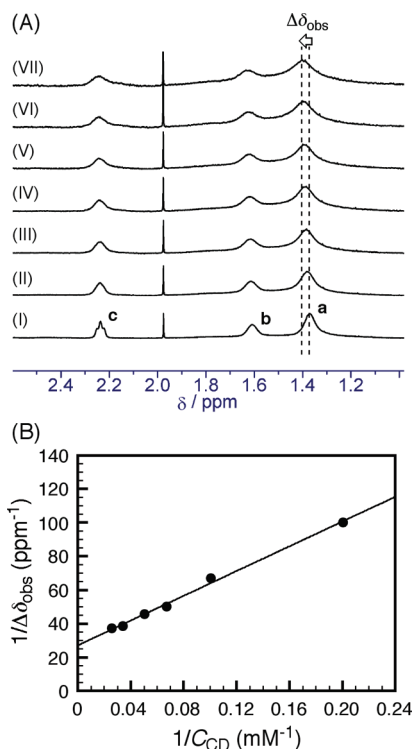 (A)
Δδobs
(VII)
(VI)
(V)
(IV)
(III)
(II)
(I)
c
b
a
2.4 2.2 2.0 1.8 1.6 1.4 1.2
δ / ppm
(B)
140
120
100
80
60
40
20
0
1/Δδobs (ppm-1)
0 0.04 0.08 0.12 0.16 0.20 0.24
1/CCD (mM-1)